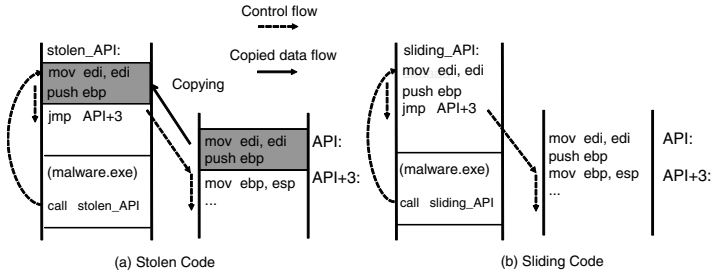 Control flow
Copied data flow
stolen_API:
mov edi, edi
push ebp
jmp API+3
(malware.exe)
call stolen_API
Copying
mov edi, edi
push ebp
mov ebp, esp
...
API:
API+3:
(a) Stolen Code
sliding_API:
mov edi, edi
push ebp
jmp API+3
(malware.exe)
call sliding_API
mov edi, edi
push ebp
mov ebp, esp
...
API:
API+3:
(b) Sliding Code